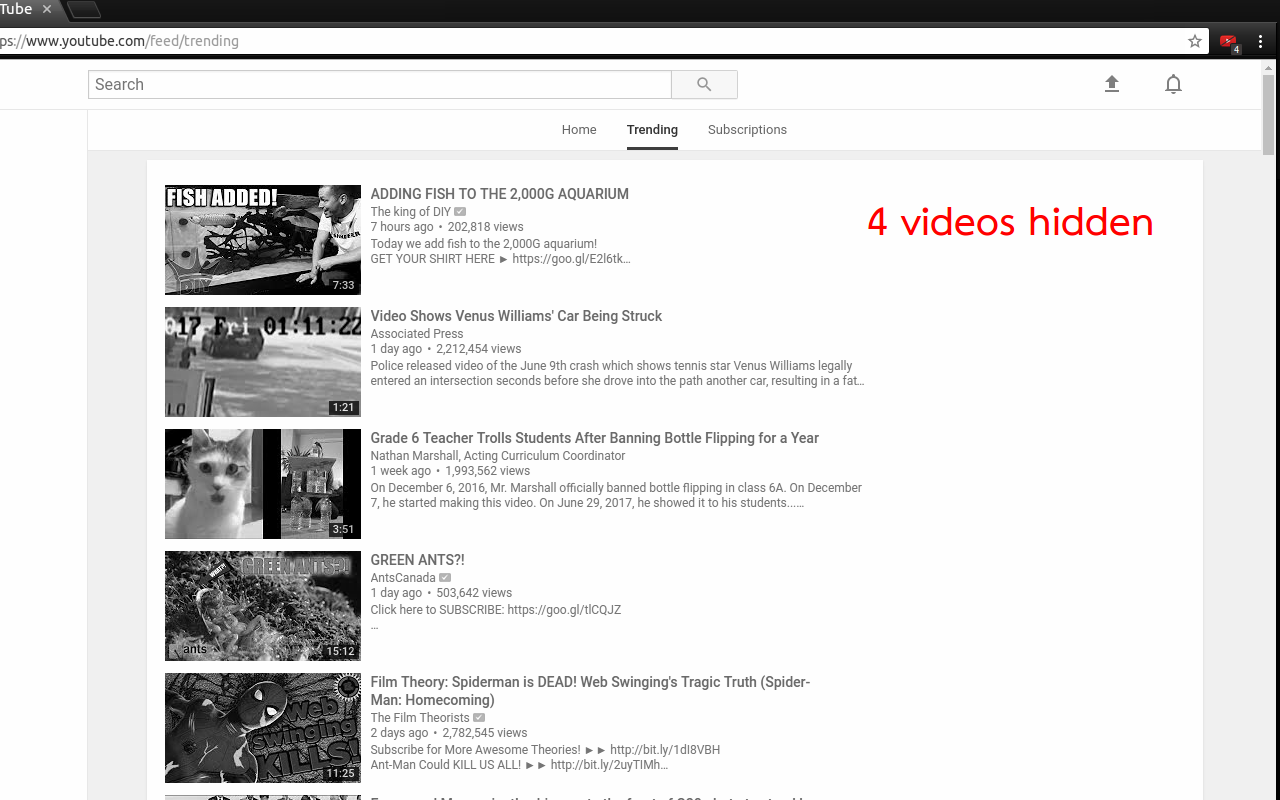 Tube
ps://www.youtube.com/feed/trending
4
Search
Home Trending Subscriptions
FISH ADDED!
DIY
7:33
ADDING FISH TO THE 2,000G AQUARIUM
The king of DIY
7 hours ago • 202,818 views
Today we add fish to the 2,000G aquarium!
GET YOUR SHIRT HERE ► https://goo.gl/E2l6tk...
4 videos hidden
017 Fri 01:11:22
LO
1:21
Video Shows Venus Williams' Car Being Struck
Associated Press
1 day ago • 2,212,454 views
Police released video of the June 9th crash which shows tennis star Venus Williams legally
entered an intersection seconds before she drove into the path another car, resulting in a fat...
3:51
Grade 6 Teacher Trolls Students After Banning Bottle Flipping for a Year
Nathan Marshall, Acting Curriculum Coordinator
1 week ago • 1,993,562 views
On December 6, 2016, Mr. Marshall officially banned bottle flipping in class 6A. On December
7, he started making this video. On June 29, 2017, he showed it to his students......
GREEN ANTS?!
WHAT?!
ants
15:12
GREEN ANTS?!
AntsCanada
1 day ago • 503,642 views
Click here to SUBSCRIBE: https://goo.gl/tlCQJZ
...
Web
Swinging
KILLS!
11:25
Film Theory: Spiderman is DEAD! Web Swinging's Tragic Truth (Spider-
Man: Homecoming)
The Film Theorists
2 days ago • 2,782,545 views
Subscribe for More Awesome Theories! ►► http://bit.ly/1dI8VBH
Ant-Man Could KILL US ALL! ►► http://bit.ly/2uyTIMh...